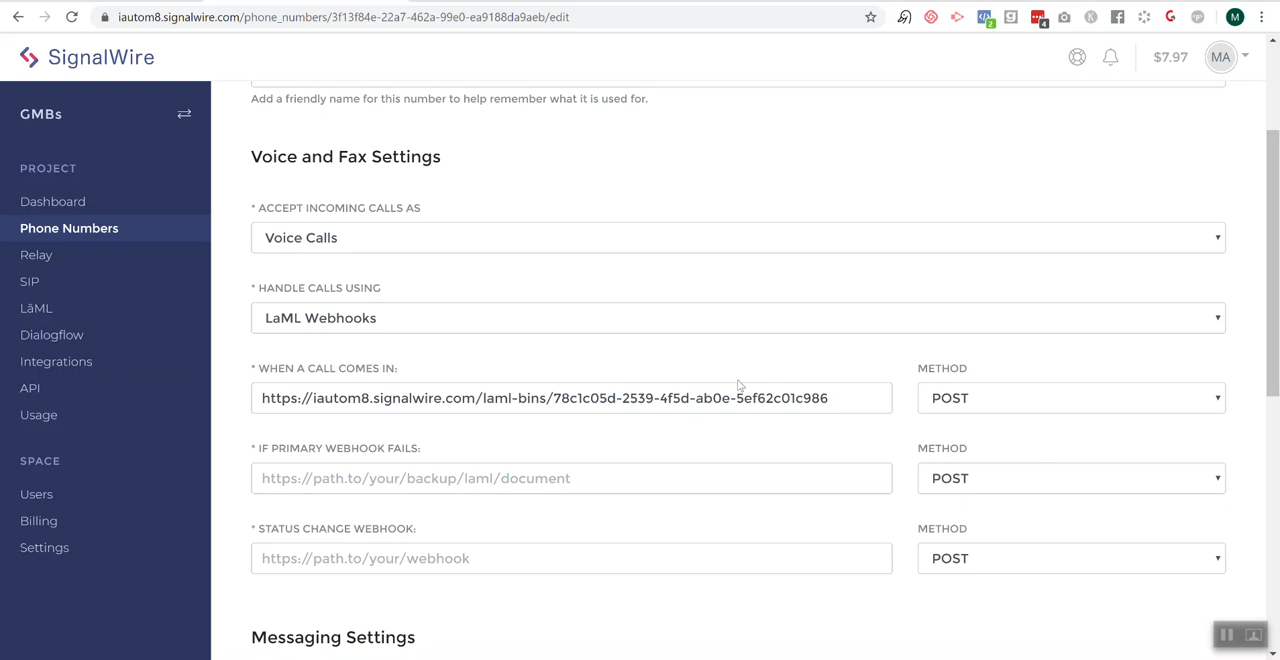 iautom8.signalwire.com/phone_numbers/3f13f84e-22a7-462a-99e0-ea9188da9aeb/edit
2
4
M
SignalWire
$7.97
MA
GMBs
PROJECT
Dashboard
Phone Numbers
Relay
SIP
LāML
Dialogflow
Integrations
API
Usage
SPACE
Users
Billing
Settings
Add a friendly name for this number to help remember what it is used for.
Voice and Fax Settings
* ACCEPT INCOMING CALLS AS
Voice Calls
* HANDLE CALLS USING
LaML Webhooks
* WHEN A CALL COMES IN:
METHOD
https://iautom8.signalwire.com/laml-bins/78c1c05d-2539-4f5d-ab0e-5ef62c01c986
POST
* IF PRIMARY WEBHOOK FAILS:
METHOD
https://path.to/your/backup/laml/document
POST
* STATUS CHANGE WEBHOOK:
METHOD
https://path.to/your/webhook
POST
Messaging Settings